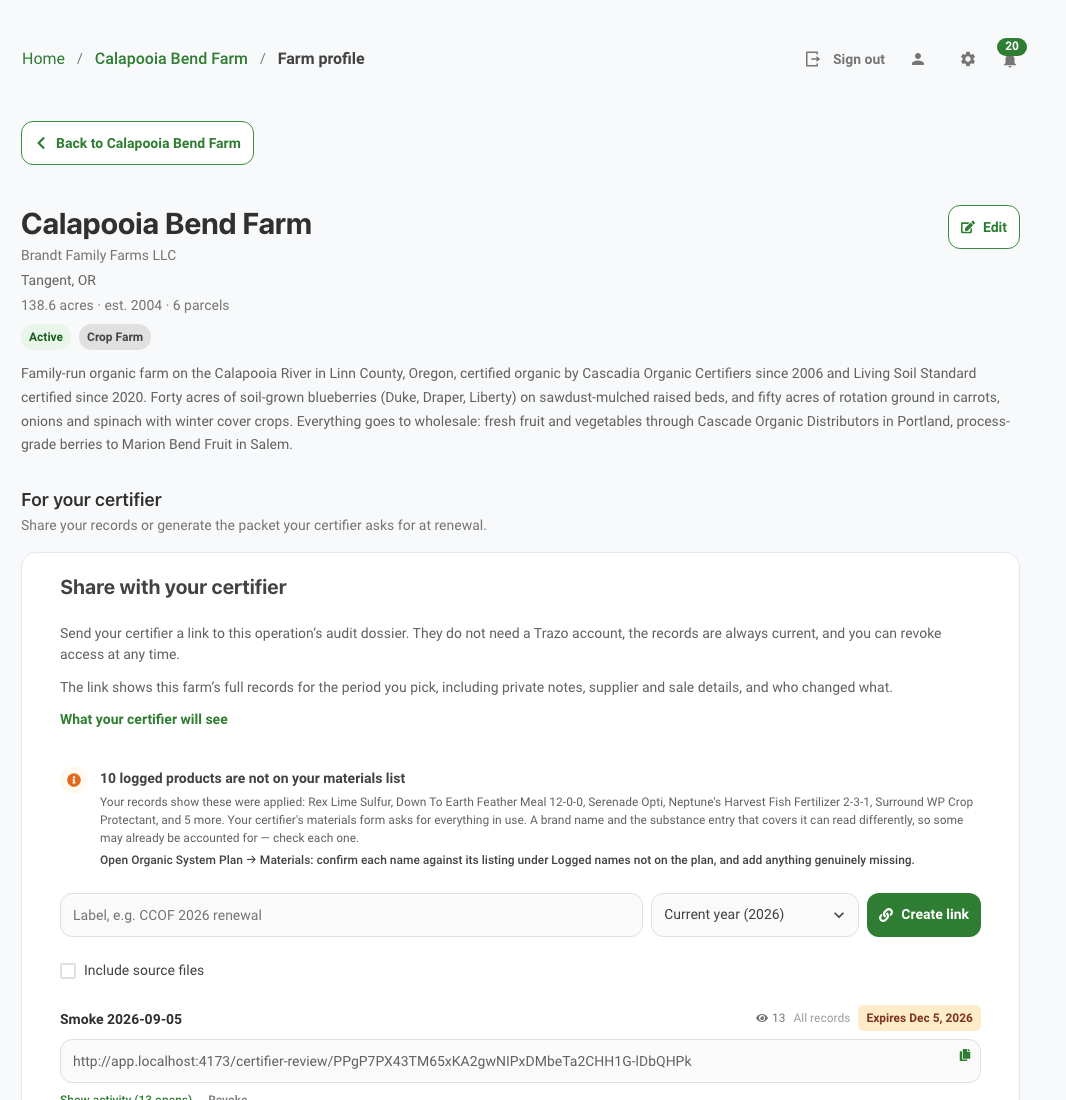 Home / Calapooia Bend Farm / Farm profile
Sign out
20
Back to Calapooia Bend Farm
Calapooia Bend Farm
Edit
Brandt Family Farms LLC
Tangent, OR
138.6 acres · est. 2004 · 6 parcels
Active
Crop Farm
Family-run organic farm on the Calapooia River in Linn County, Oregon, certified organic by Cascadia Organic Certifiers since 2006 and Living Soil Standard
certified since 2020. Forty acres of soil-grown blueberries (Duke, Draper, Liberty) on sawdust-mulched raised beds, and fifty acres of rotation ground in carrots,
onions and spinach with winter cover crops. Everything goes to wholesale: fresh fruit and vegetables through Cascade Organic Distributors in Portland, process-
grade berries to Marion Bend Fruit in Salem.
For your certifier
Share your records or generate the packet your certifier asks for at renewal.
Share with your certifier
Send your certifier a link to this operation’s audit dossier. They do not need a Trazo account, the records are always current, and you can revoke
access at any time.
The link shows this farm’s full records for the period you pick, including private notes, supplier and sale details, and who changed what.
What your certifier will see
10 logged products are not on your materials list
Your records show these were applied: Rex Lime Sulfur, Down To Earth Feather Meal 12-0-0, Serenade Opti, Neptune's Harvest Fish Fertilizer 2-3-1, Surround WP Crop
Protectant, and 5 more. Your certifier's materials form asks for everything in use. A brand name and the substance entry that covers it can read differently, so some
may already be accounted for — check each one.
Open Organic System Plan → Materials: confirm each name against its listing under Logged names not on the plan, and add anything genuinely missing.
Label, e.g. CCOF 2026 renewal
Current year (2026)
Create link
Include source files
Smoke 2026-09-05
13 All records
Expires Dec 5, 2026
http://app.localhost:4173/certifier-review/PPgP7PX43TM65xKA2gwNIPxDMbeTa2CHH1G-lDbQHPk
Show activity (13 opens)
Revoke